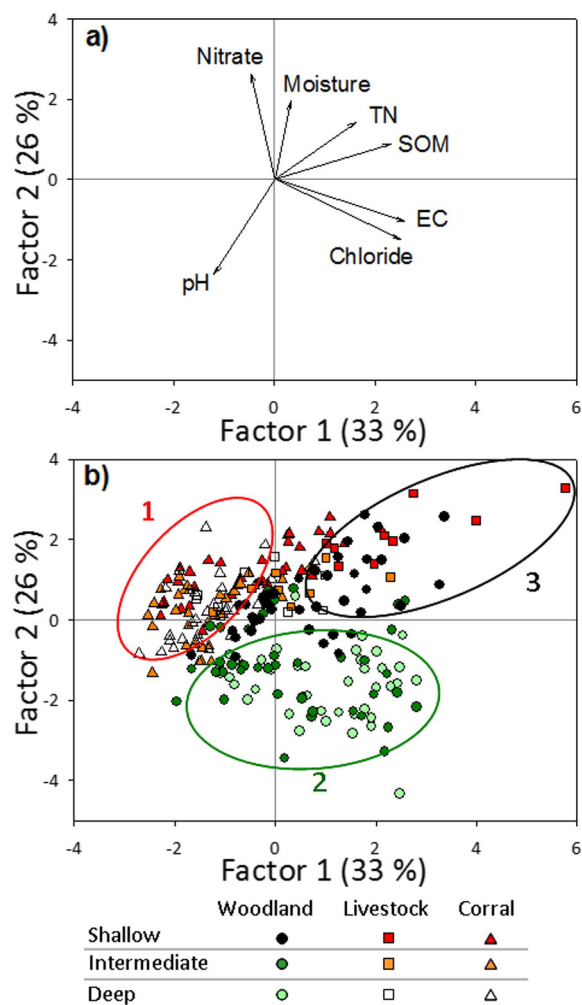 a)
4
2
0
-2
-4
Factor 2 (26 %)
Nitrate
Moisture
TN
SOM
EC
Chloride
pH
-4 -2 0 2 4 6
Factor 1 (33 %)
b)
4
2
0
-2
-4
Factor 2 (26 %)
1
3
2
-4 -2 0 2 4 6
Factor 1 (33 %)
Woodland Livestock Corral
Shallow
Intermediate
Deep